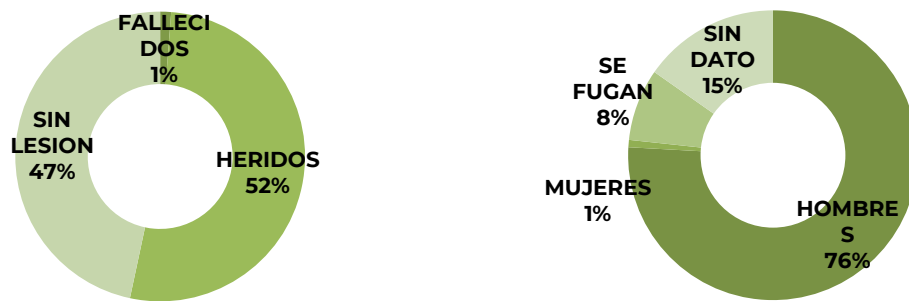 FALLECI
DOS
1%
SIN
LESION
47%
HERIDOS
52%
SIN
DATO
15%
SE
FUGAN
8%
MUJERES
1%
HOMBRE
S
76%